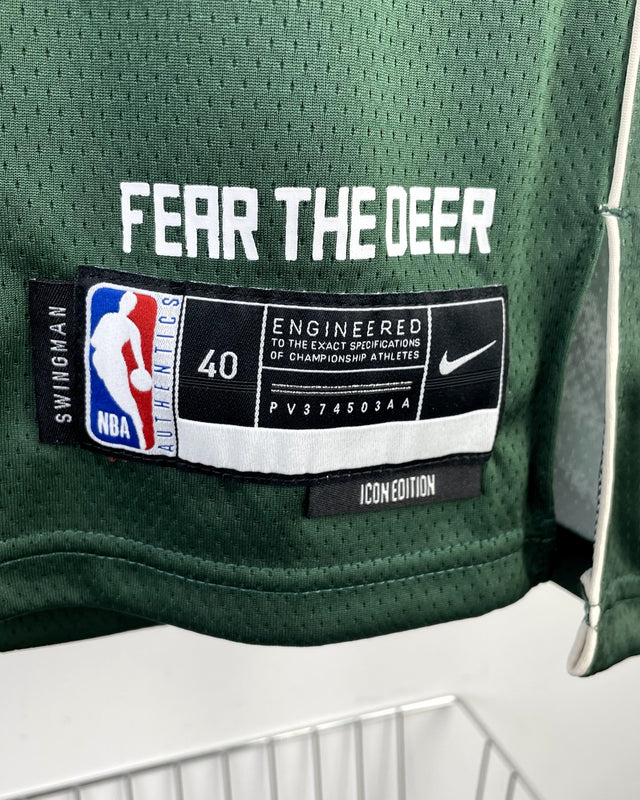 FEAR THE DEER
SWINGMAN
NBA
AUTHENTICS
40
ENGINEERED
TO THE EXACT SPECIFICATIONS
OF CHAMPIONSHIP ATHLETES
PV374503AA
ICON EDITION